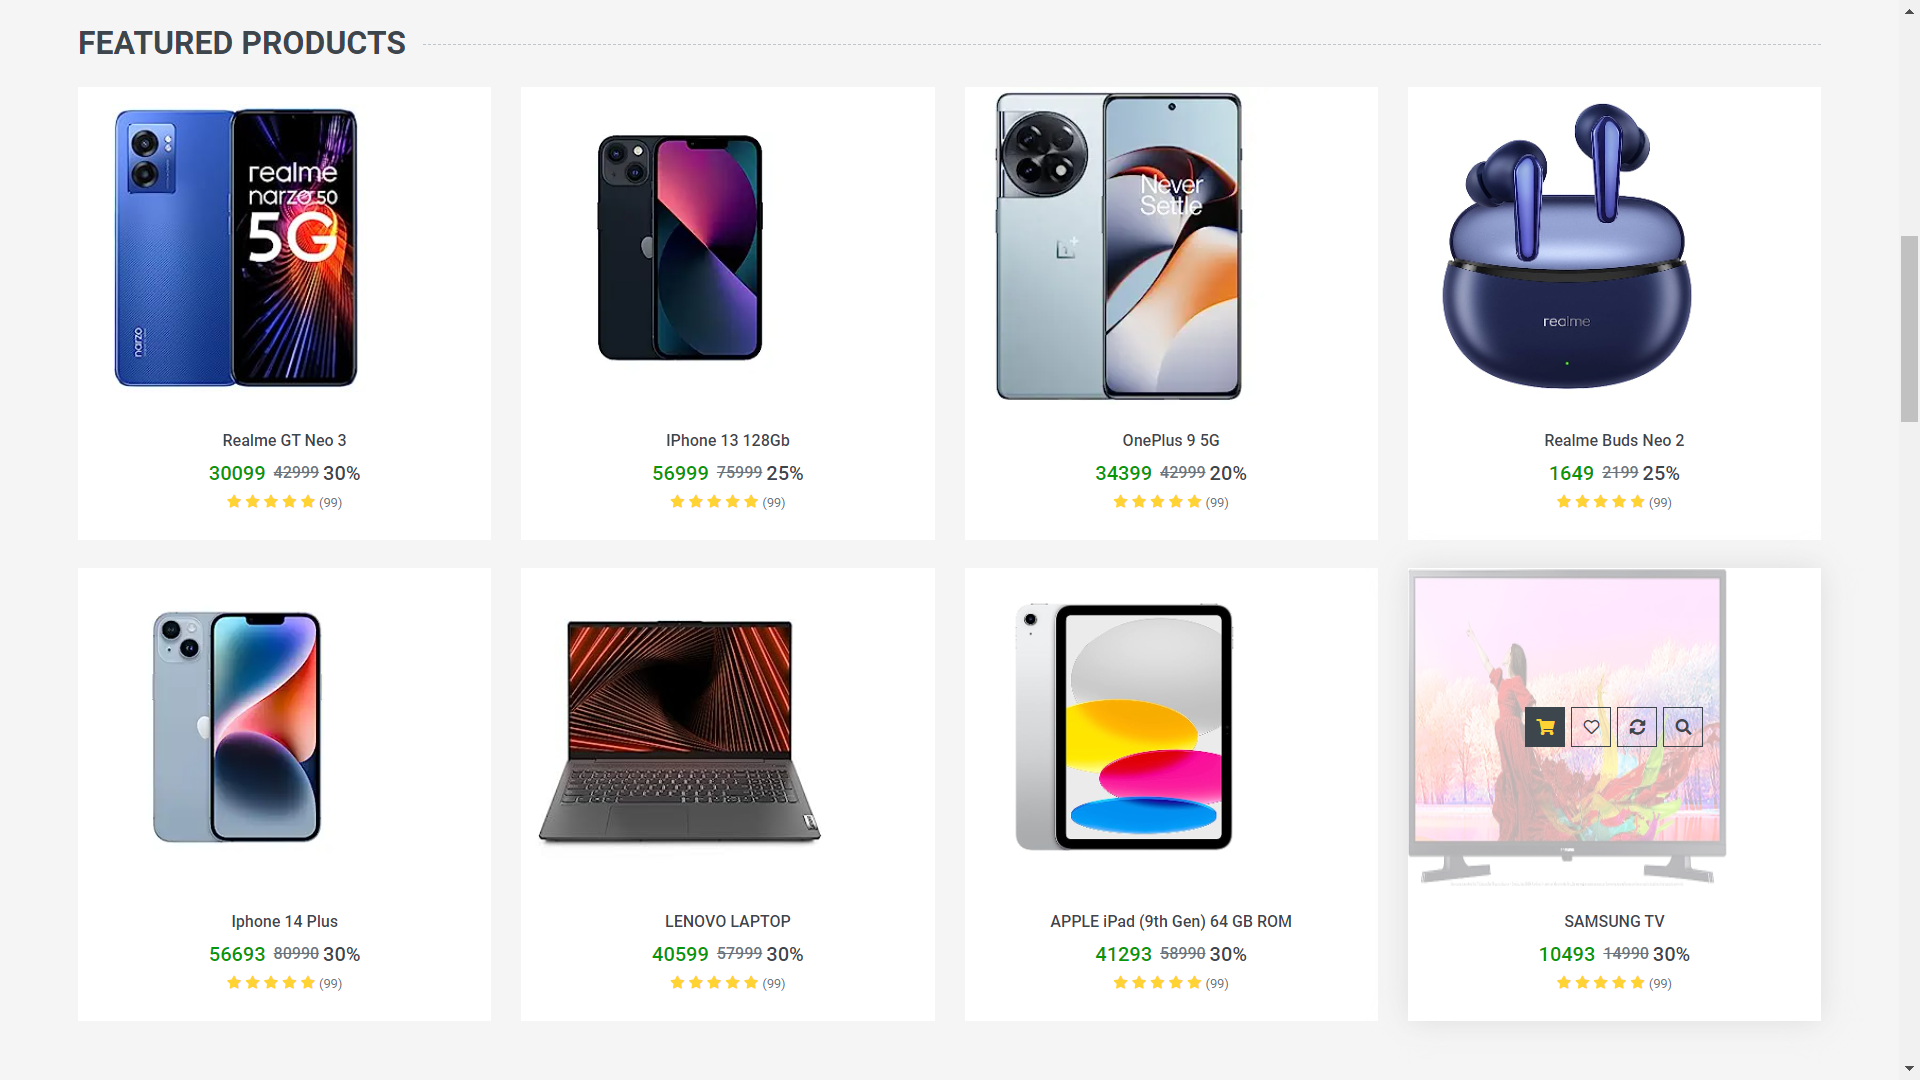 FEATURED PRODUCTS
realme
narzo 50
5G
narzo
Never
Settle
realme
Realme GT Neo 3
30099 42999 30%
(99)
IPhone 13 128Gb
56999 75999 25%
(99)
OnePlus 9 5G
34399 42999 20%
(99)
Realme Buds Neo 2
1649 2199 25%
(99)
Iphone 14 Plus
56693 80990 30%
(99)
LENOVO LAPTOP
40599 57999 30%
(99)
APPLE iPad (9th Gen) 64 GB ROM
41293 58990 30%
(99)
SAMSUNG TV
10493 14990 30%
(99)